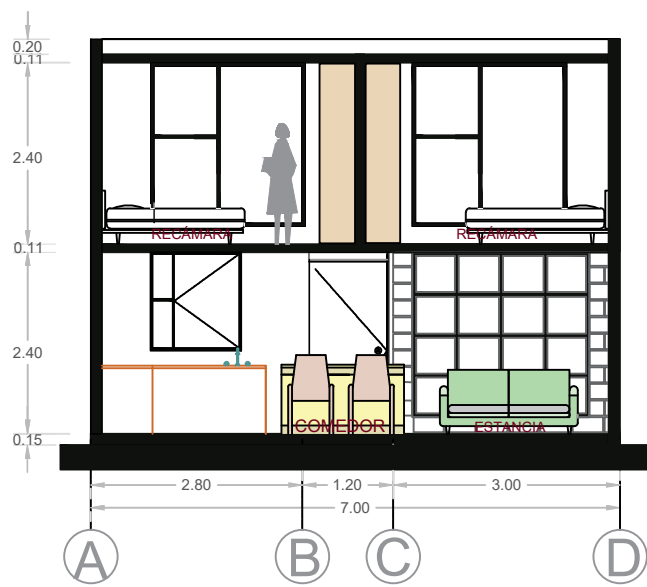 0.20
0.11
2.40
RECÁMARA
RECÁMARA
0.11
2.40
COMEDOR
ESTANCIA
0.15
2.80
1.20
3.00
7.00
A
B
C
D